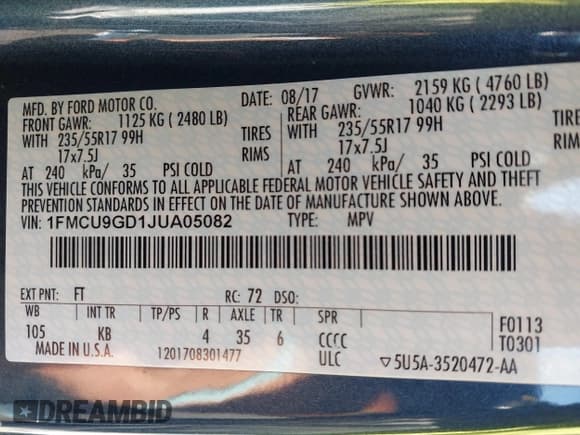 MFD. BY FORD MOTOR CO.
DATE: 08/17 GVWR: 2159 KG ( 4760 LB)
FRONT GAWR: 1125 KG ( 2480 LB) REAR GAWR: 1040 KG ( 2293 LB)
WITH 235/55R17 99H TIRES WITH 235/55R17 99H TIRES
17x7.5J RIMS 17x7.5J RIMS
AT 240 kPa/ 35 PSI COLD AT 240 kPa/ 35 PSI COLD
THIS VEHICLE CONFORMS TO ALL APPLICABLE FEDERAL MOTOR VEHICLE SAFETY AND THEFT
PREVENTION STANDARDS IN EFFECT ON THE DATE OF MANUFACTURE SHOWN ABOVE.
VIN: 1FMCU9GD1JUA05082 TYPE: MPV
EXT PNT: FT RC: 72 DSO:
WB INT TR TP/PS R AXLE TR SPR F0113
105 KB 4 35 6 CCCC T0301
MADE IN U.S.A. 1201708301477 ULC ▽5U5A-3520472-AA
DREAMBID